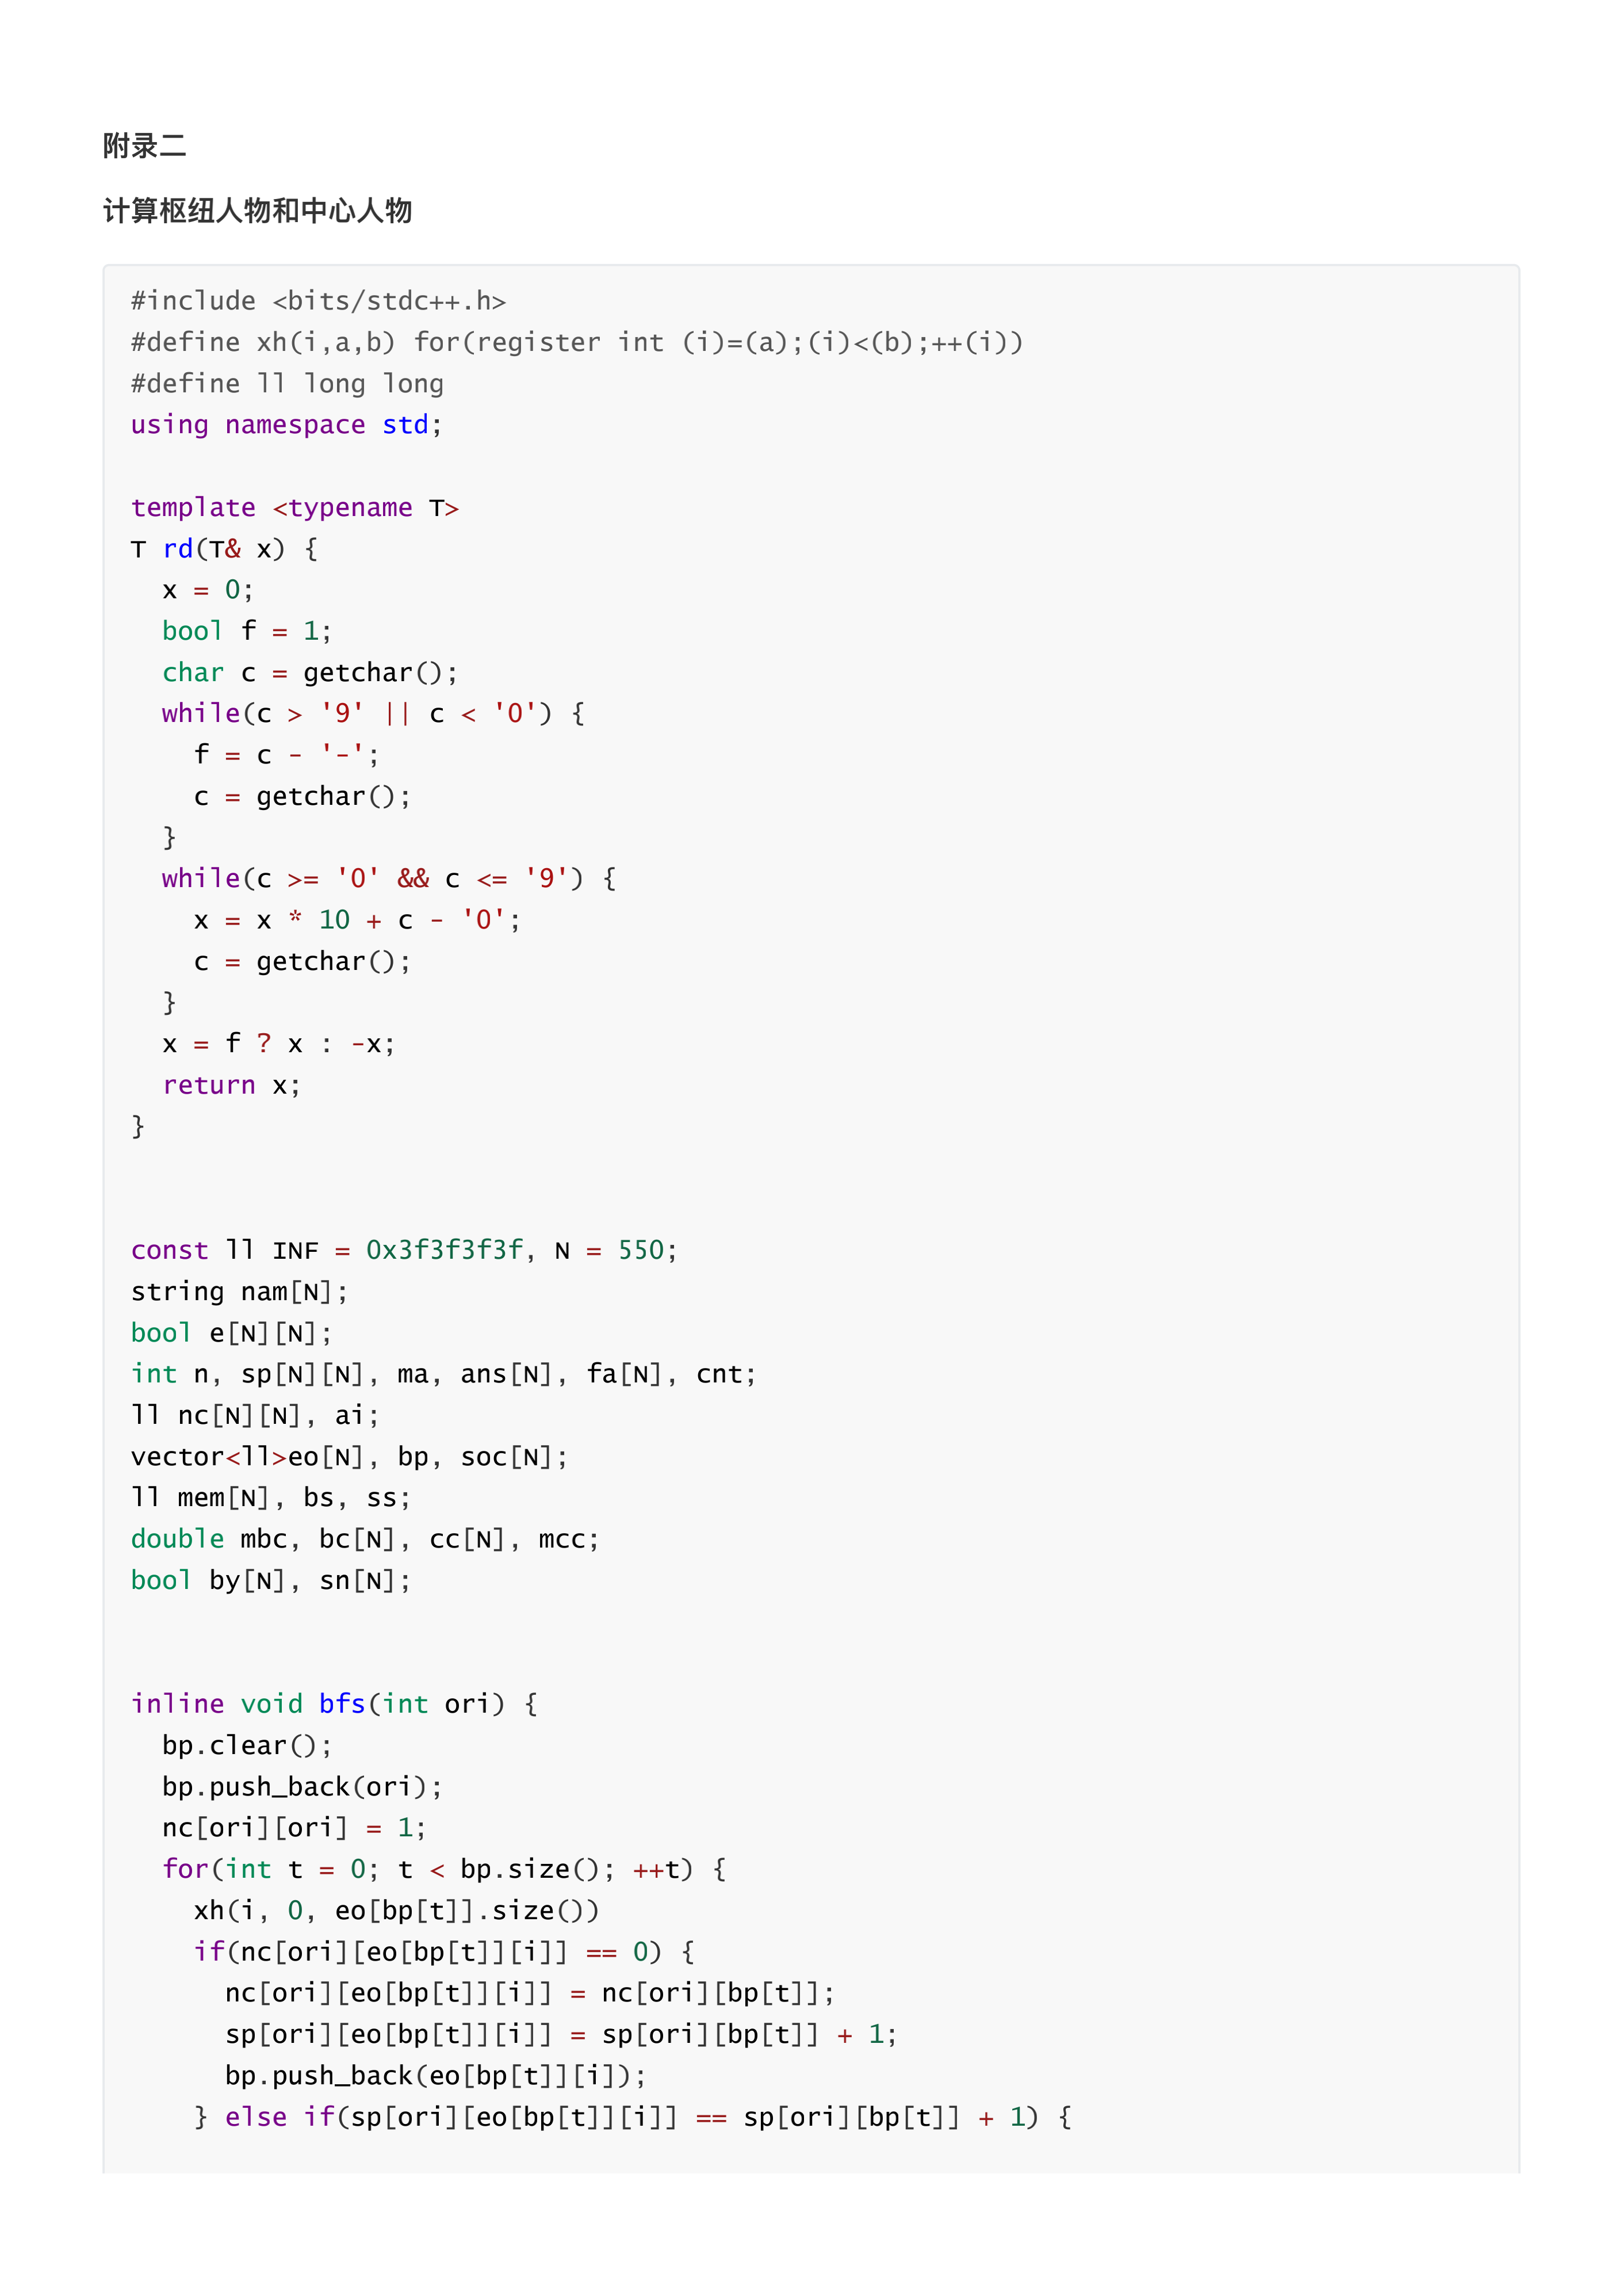 附录二
计算枢纽人物和中心人物
#include <bits/stdc++.h>
#define xh(i,a,b) for(register int (i)=(a);(i)<(b);++(i))
#define ll long long
using namespace std;
template <typename T>
T rd(T& x) {
  x = 0;
  bool f = 1;
  char c = getchar();
  while(c > '9' || c < '0') {
    f = c - '-';
    c = getchar();
  }
  while(c >= '0' && c <= '9') {
    x = x * 10 + c - '0';
    c = getchar();
  }
  x = f ? x : -x;
  return x;
}
const ll INF = 0x3f3f3f3f, N = 550;
string nam[N];
bool e[N][N];
int n, sp[N][N], ma, ans[N], fa[N], cnt;
ll nc[N][N], ai;
vector<ll>eo[N], bp, soc[N];
ll mem[N], bs, ss;
double mbc, bc[N], cc[N], mcc;
bool by[N], sn[N];
inline void bfs(int ori) {
  bp.clear();
  bp.push_back(ori);
  nc[ori][ori] = 1;
  for(int t = 0; t < bp.size(); ++t) {
    xh(i, 0, eo[bp[t]].size())
    if(nc[ori][eo[bp[t]][i]] == 0) {
      nc[ori][eo[bp[t]][i]] = nc[ori][bp[t]];
      sp[ori][eo[bp[t]][i]] = sp[ori][bp[t]] + 1;
      bp.push_back(eo[bp[t]][i]);
    } else if(sp[ori][eo[bp[t]][i]] == sp[ori][bp[t]] + 1) {